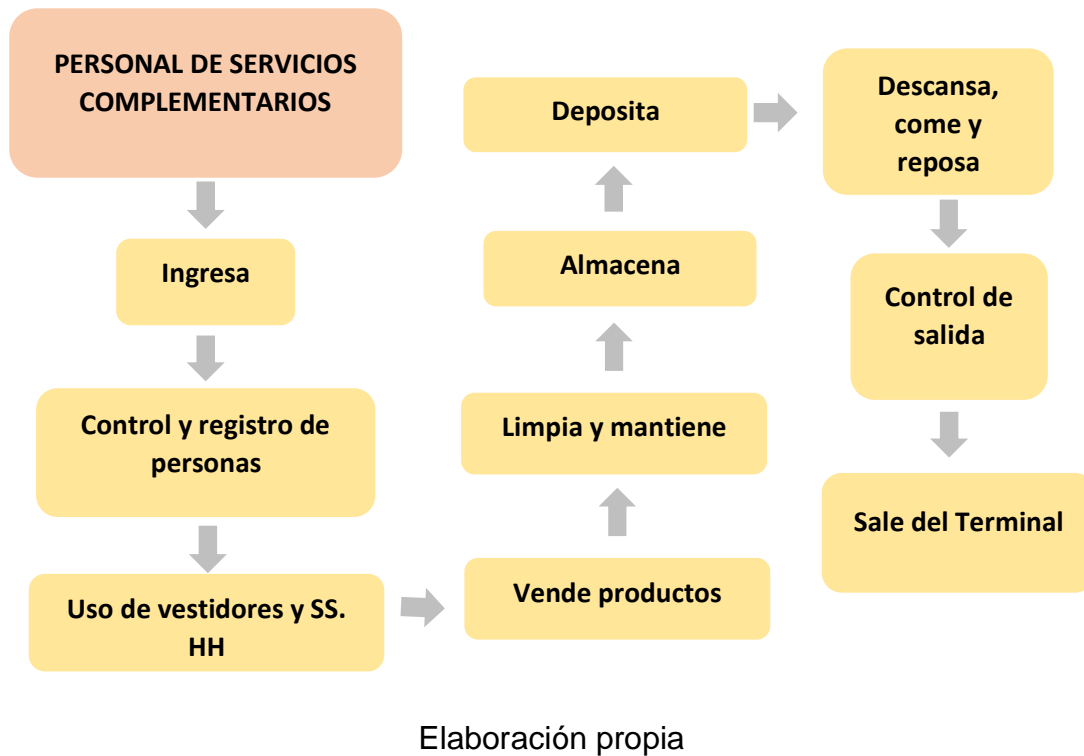 PERSONAL DE SERVICIOS
COMPLEMENTARIOS
Ingresa
Control y registro de
personas
Uso de vestidores y SS.
HH
Vende productos
Limpia y mantiene
Almacena
Deposita
Descansa,
come y
reposa
Control de
salida
Sale del Terminal
Elaboración propia